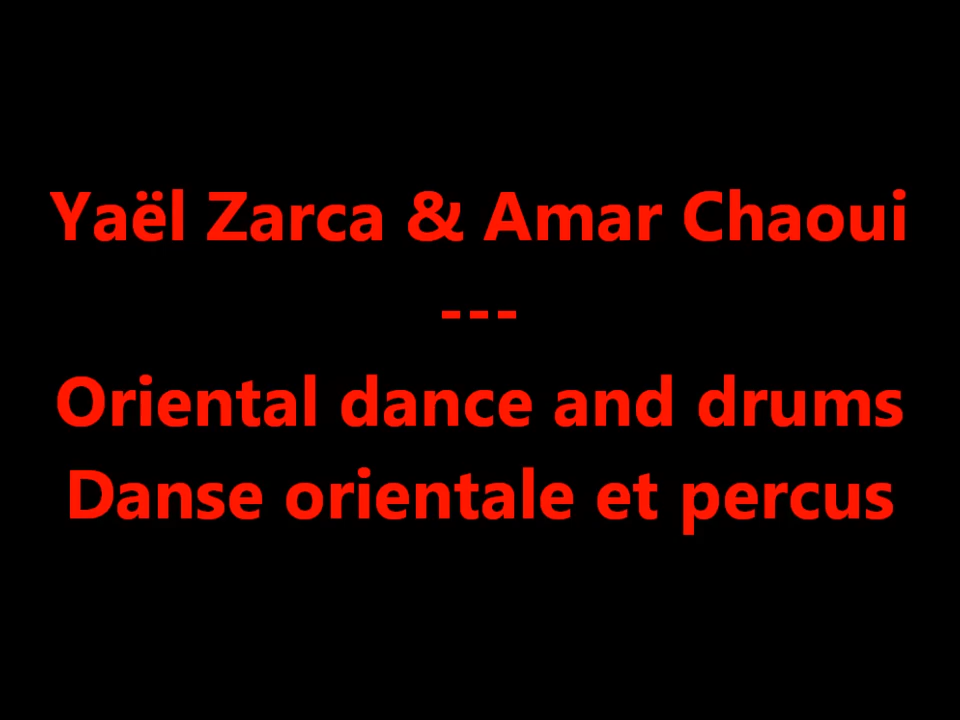 Yaël Zarca & Amar Chaoui
---
Oriental dance and drums
Danse orientale et percus